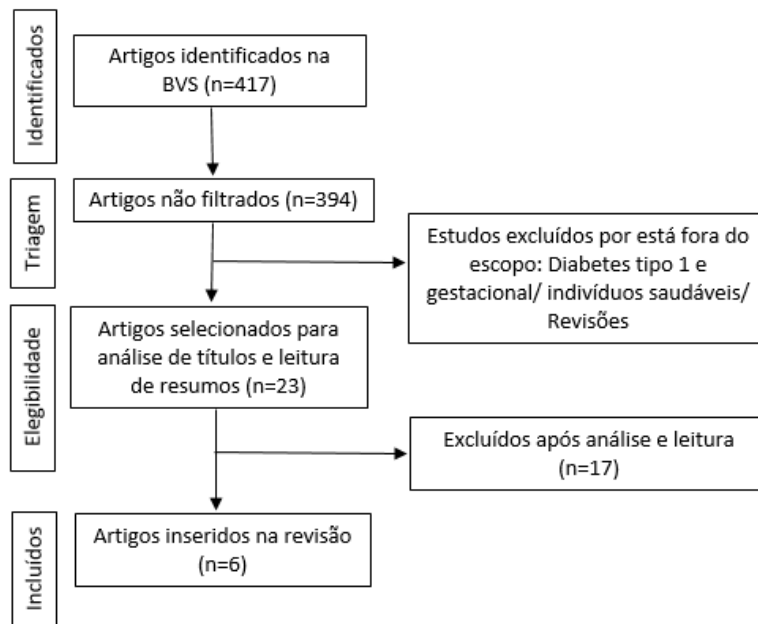 Identificados
Artigos identificados na
BVS (n=417)
Triagem
Artigos não filtrados (n=394)
Estudos excluídos por está fora do
escopo: Diabetes tipo 1 e
gestacional/ indivíduos saudáveis/
Revisões
Elegibilidade
Artigos selecionados para
análise de títulos e leitura
de resumos (n=23)
Excluídos após análise e leitura
(n=17)
Incluídos
Artigos inseridos na revisão
(n=6)